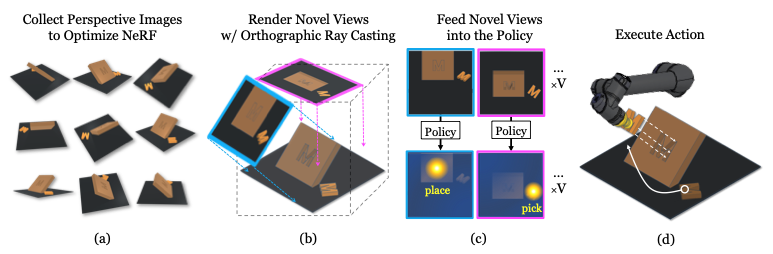 Collect Perspective Images
to Optimize NeRF
Render Novel Views
w/ Orthographic Ray Casting
Feed Novel Views
into the Policy
Execute Action
...
×V
Policy
Policy
place
pick
...
×V
(a)
(b)
(c)
(d)